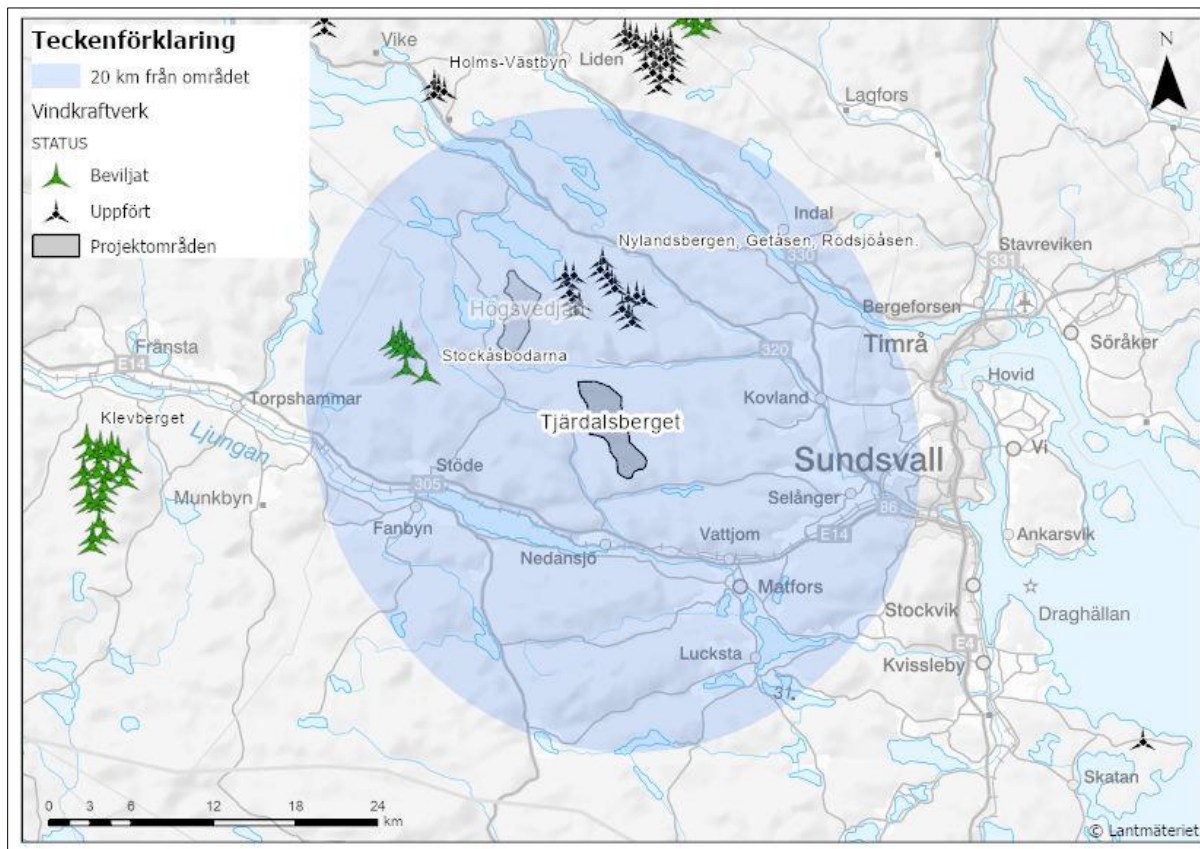 Teckenförklaring
20 km från området
Vindkraftverk
STATUS
Beviljat
Uppfört
Projektområden
N
Vike
Holms-Västbyn
Liden
Lagfors
Indal
Nylandsbergen, Getåsen, Rödsjöåsen.
330
Stavreviken
331
Bergeforsen
Högsvedjan
Timrå
Söråker
Fränsta
E14
Stockåsbodarna
320
Hovid
Torpshammar
Kovland
Klevberget
Tjärdalsberget
Vi
Ljungan
Stöde
Sundsvall
305
Munkbyn
Selånger
Fanbyn
86
E14
Ankarsvik
Nedansjö
Vattjom
Matfors
Stockvik
Draghällan
Lucksta
E4
Kvissleby
31.
Skatan
0 3 6 12 18 24
km
© Lantmäteriet